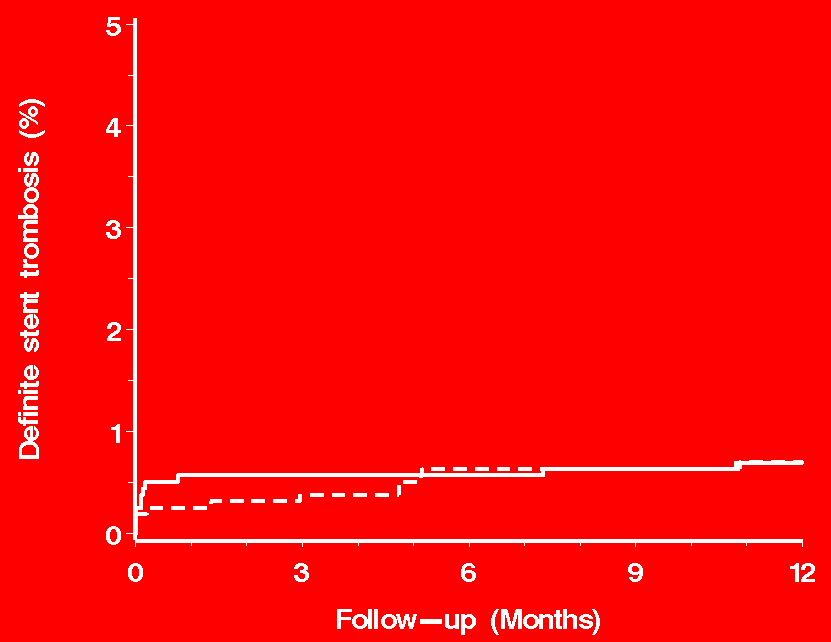 5
4
3
2
1
0
Definite stent trombosis (%)
0 3 6 9 12
Follow-up (Months)